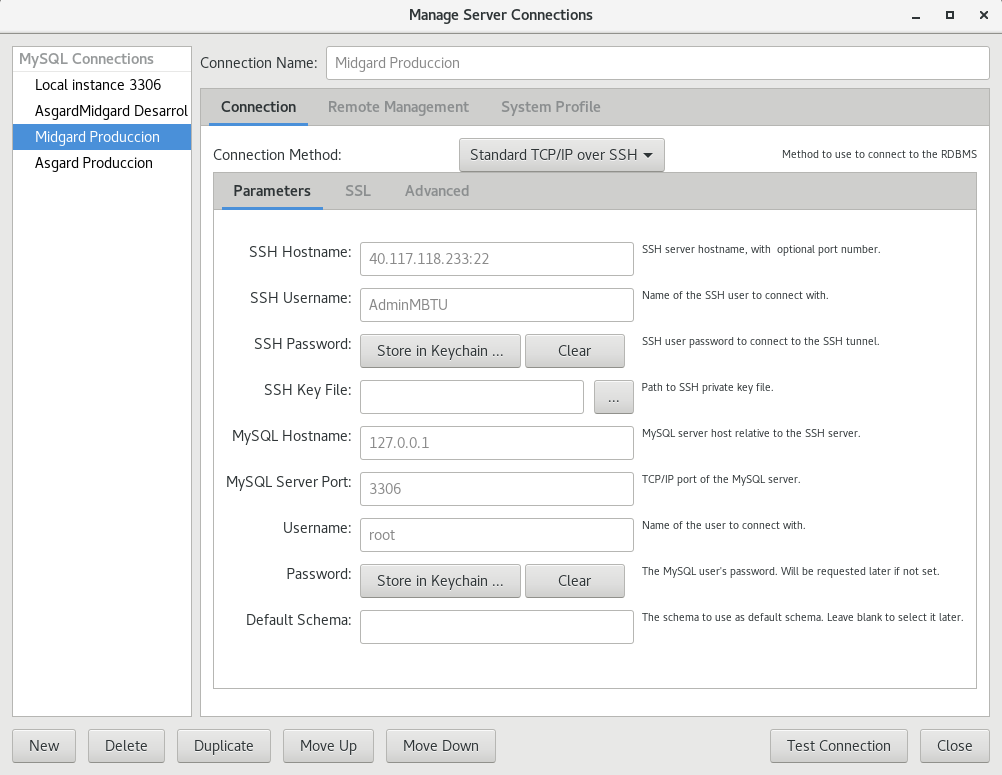 Manage Server Connections
MySQL Connections
Local instance 3306
AsgardMidgard Desarrol
Midgard Produccion
Asgard Produccion
Connection Name: Midgard Produccion
Connection Remote Management System Profile
Connection Method: Standard TCP/IP over SSH Method to use to connect to the RDBMS
Parameters SSL Advanced
SSH Hostname: 40.117.118.233:22 SSH server hostname, with  optional port number.
SSH Username: AdminMBTU Name of the SSH user to connect with.
SSH Password: Store in Keychain ... Clear SSH user password to connect to the SSH tunnel.
SSH Key File: ... Path to SSH private key file.
MySQL Hostname: 127.0.0.1 MySQL server host relative to the SSH server.
MySQL Server Port: 3306 TCP/IP port of the MySQL server.
Username: root Name of the user to connect with.
Password: Store in Keychain ... Clear The MySQL user's password. Will be requested later if not set.
Default Schema: The schema to use as default schema. Leave blank to select it later.
New Delete Duplicate Move Up Move Down Test Connection Close